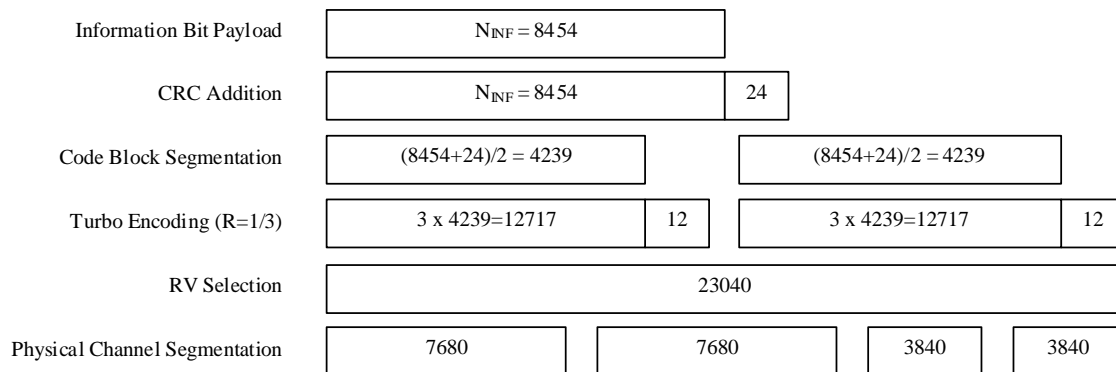 Information Bit Payload NINF = 8454
CRC Addition NINF = 8454 24
Code Block Segmentation (8454+24)/2 = 4239 (8454+24)/2 = 4239
Turbo Encoding (R=1/3) 3 x 4239=12717 12 3 x 4239=12717 12
RV Selection 23040
Physical Channel Segmentation 7680 7680 3840 3840